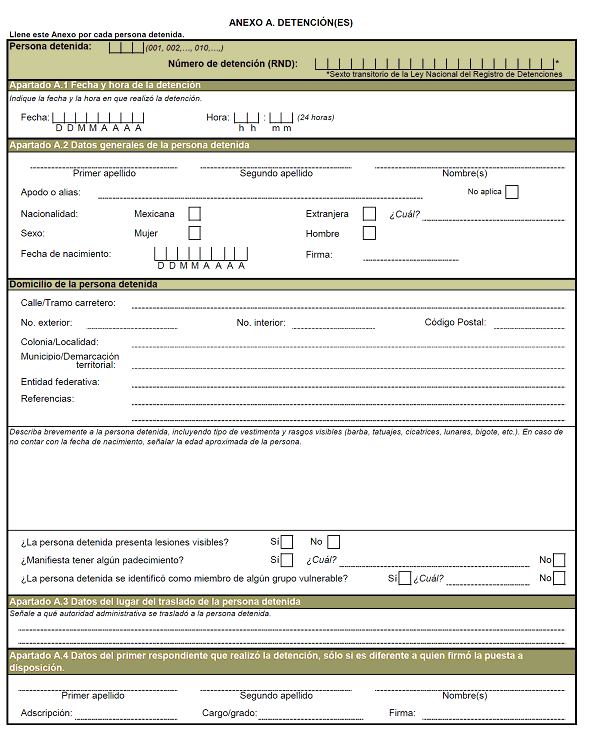 ANEXO A. DETENCIÓN(ES)
Llene este Anexo por cada persona detenida.
Persona detenida: (001, 002,..., 010,...,)
Número de detención (RND): *
*Sexto transitorio de la Ley Nacional del Registro de Detenciones
Apartado A.1 Fecha y hora de la detención
Indique la fecha y la hora en que realizó la detención.
Fecha: Hora: : (24 horas)
D D M M A A A A h h m m
Apartado A.2 Datos generales de la persona detenida
Primer apellido Segundo apellido Nombre(s)
Apodo o alias: No aplica
Nacionalidad: Mexicana Extranjera ¿Cuál?
Sexo: Mujer Hombre
Fecha de nacimiento: Firma:
D D M M A A A A
Domicilio de la persona detenida
Calle/Tramo carretero:
No. exterior: No. interior: Código Postal:
Colonia/Localidad:
Municipio/Demarcación
territorial:
Entidad federativa:
Referencias:
Describa brevemente a la persona detenida, incluyendo tipo de vestimenta y rasgos visibles (barba, tatuajes, cicatrices, lunares, bigote, etc.). En caso de
no contar con la fecha de nacimiento, señalar la edad aproximada de la persona.
¿La persona detenida presenta lesiones visibles? Sí No
¿Manifiesta tener algún padecimiento? Sí ¿Cuál? No
¿La persona detenida se identificó como miembro de algún grupo vulnerable? Sí ¿Cuál? No
Apartado A.3 Datos del lugar del traslado de la persona detenida
Señale a qué autoridad administrativa se trasladó a la persona detenida.
Apartado A.4 Datos del primer respondiente que realizó la detención, sólo si es diferente a quien firmó la puesta a
disposición.
Primer apellido Segundo apellido Nombre(s)
Adscripción: Cargo/grado: Firma: